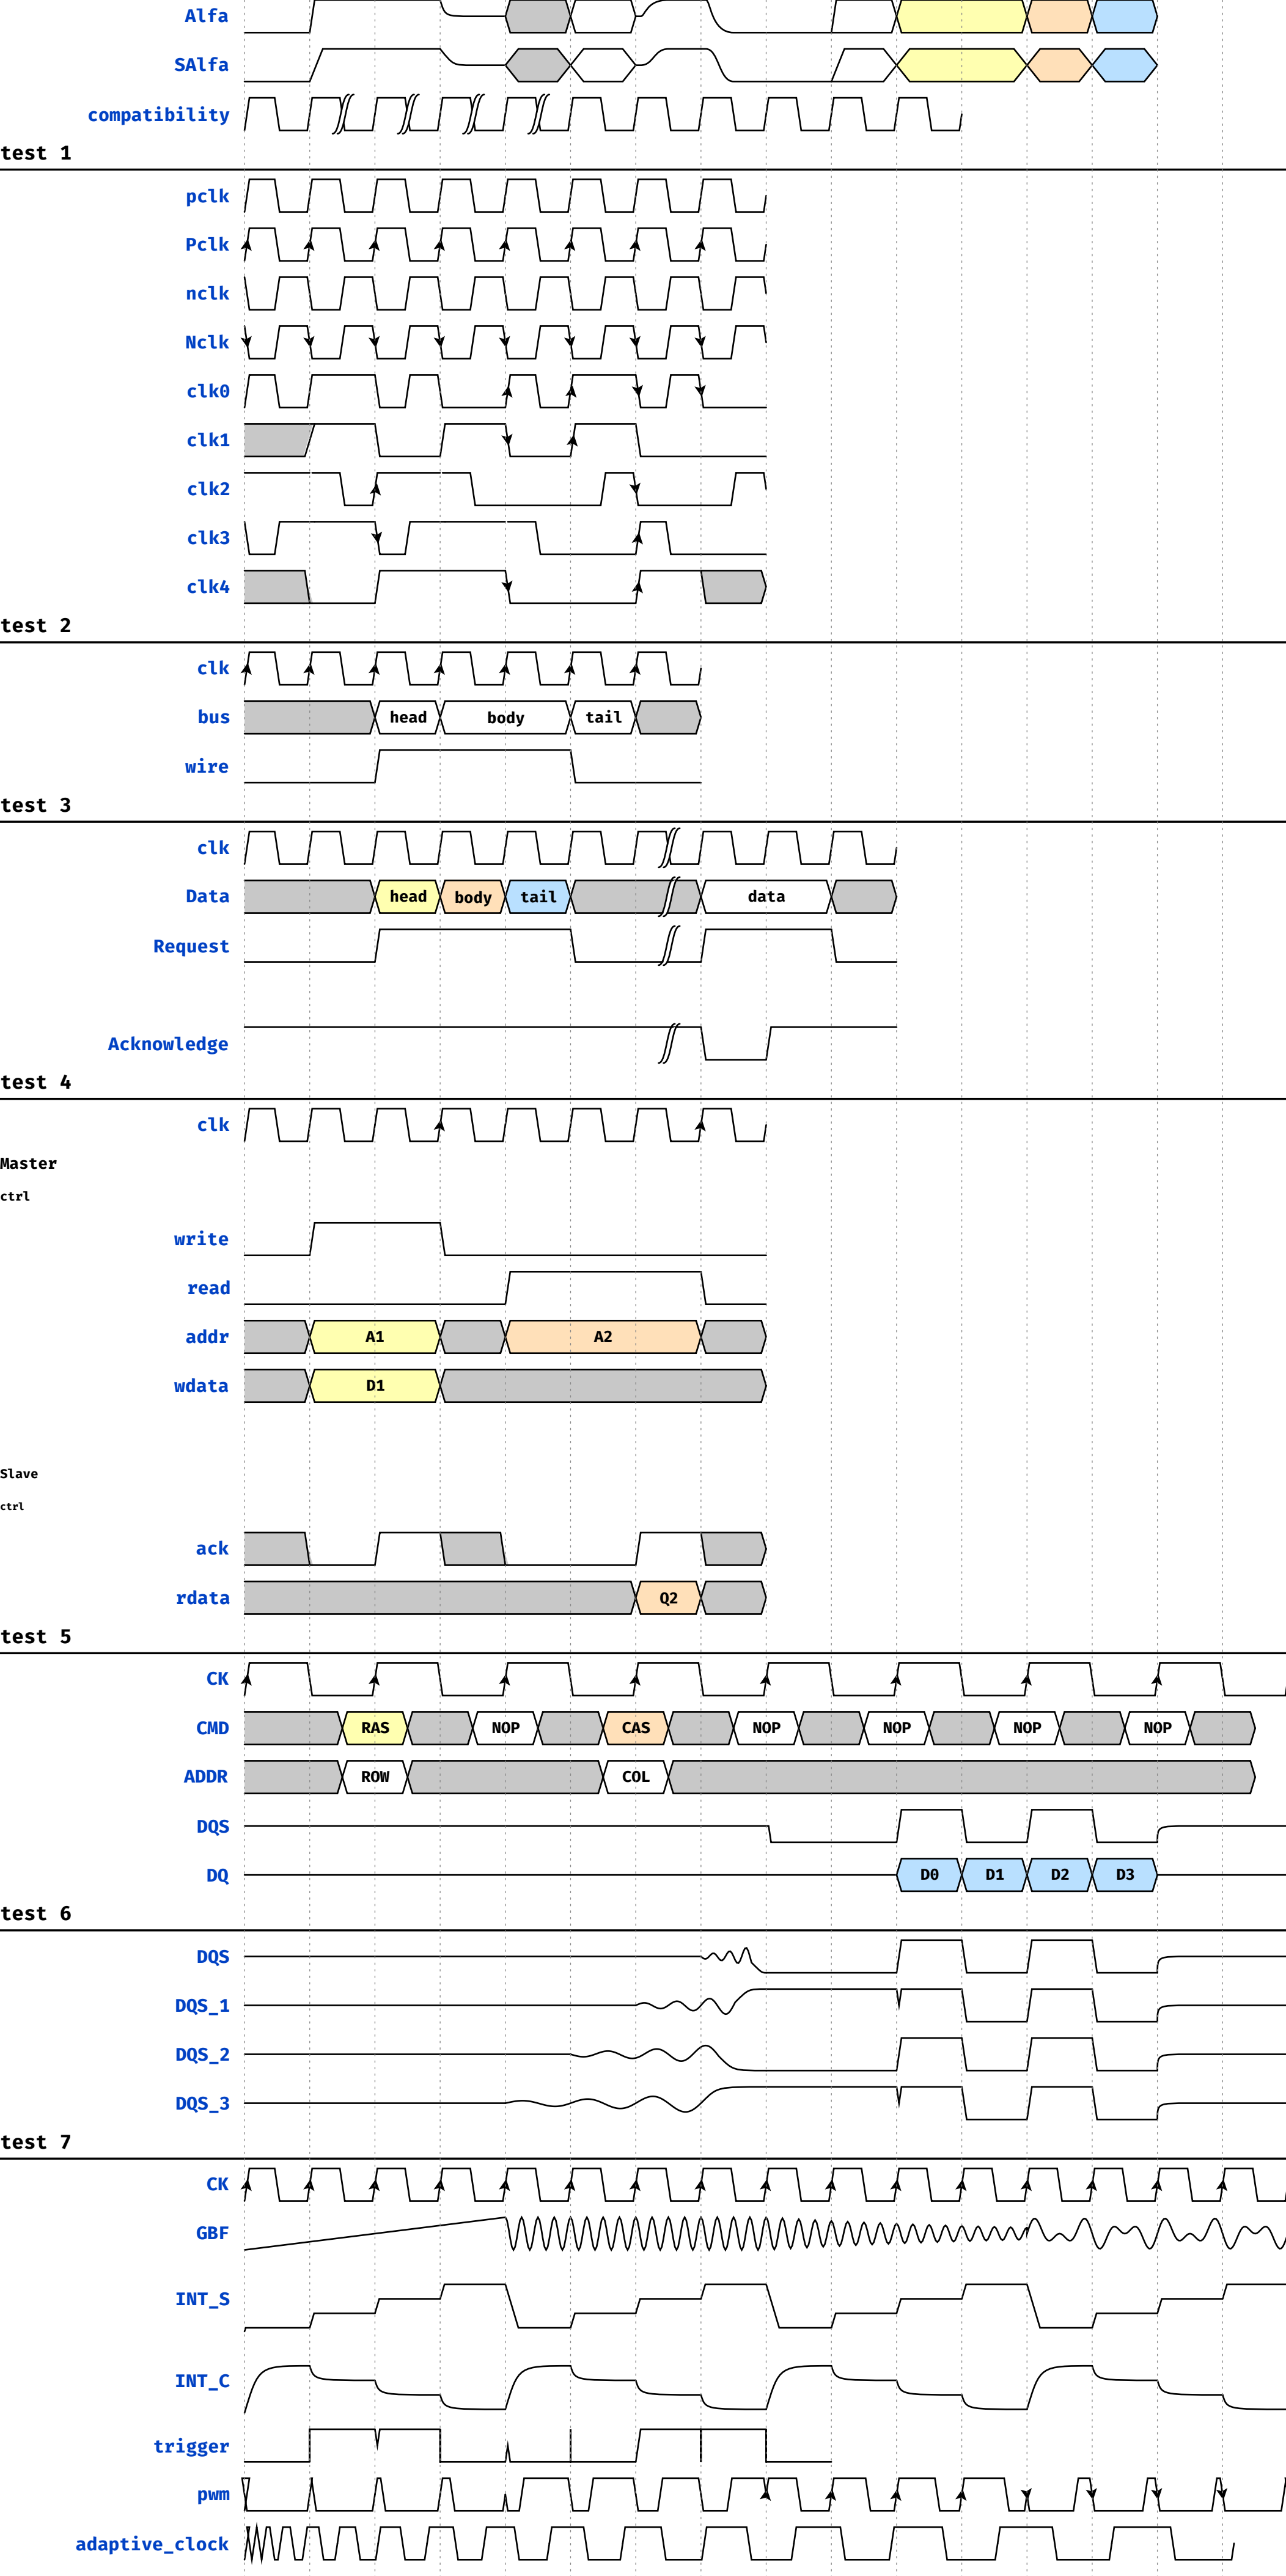 Alfa
SAlfa
compatibility
test 1
pclk
Pclk
nclk
Nclk
clk0
clk1
clk2
clk3
clk4
test 2
clk
bus head body tail
wire
test 3
clk
Data head body tail data
Request
Acknowledge
test 4
clk
Master
ctrl
write
read
addr A1 A2
wdata D1
Slave
ctrl
ack
rdata Q2
test 5
CK
CMD RAS NOP CAS NOP NOP NOP NOP
ADDR ROW COL
DQS
DQ D0 D1 D2 D3
test 6
DQS
DQS_1
DQS_2
DQS_3
test 7
CK
GBF
INT_S
INT_C
trigger
pwm
adaptive_clock